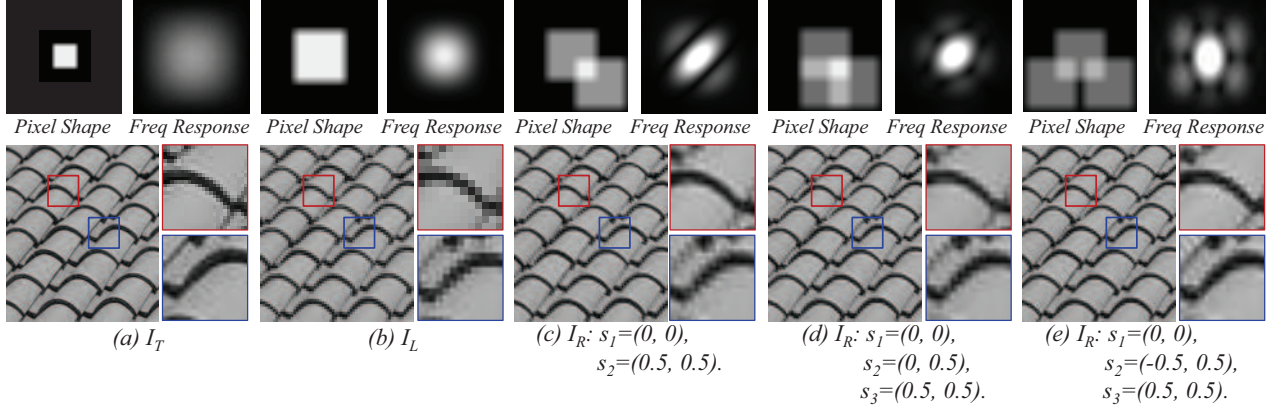 Pixel Shape Freq Response Pixel Shape Freq Response Pixel Shape Freq Response Pixel Shape Freq Response Pixel Shape Freq Response
(a) I_T
(b) I_L
(c) I_R: s_1=(0, 0),
s_2=(0.5, 0.5).
(d) I_R: s_1=(0, 0),
s_2=(0, 0.5),
s_3=(0.5, 0.5).
(e) I_R: s_1=(0, 0),
s_2=(-0.5, 0.5),
s_3=(0.5, 0.5).